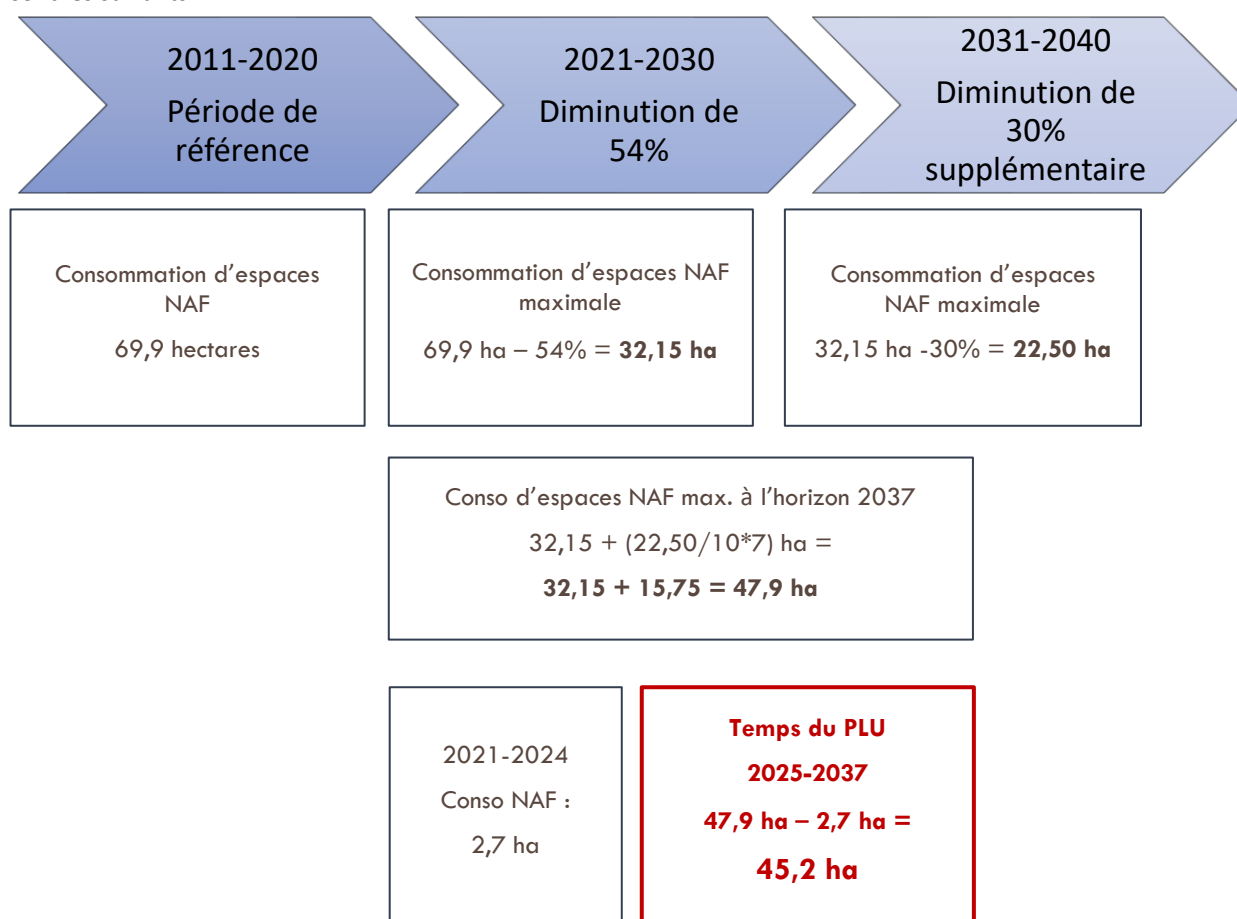 2011-2020
Période de
référence
2021-2030
Diminution de
54%
2031-2040
Diminution de
30%
supplémentaire
Consommation d'espaces
NAF
69,9 hectares
Consommation d'espaces NAF
maximale
69,9 ha – 54% = 32,15 ha
Consommation d'espaces
NAF maximale
32,15 ha -30% = 22,50 ha
Conso d'espaces NAF max. à l'horizon 2037
32,15 + (22,50/10*7) ha =
32,15 + 15,75 = 47,9 ha
2021-2024
Conso NAF :
2,7 ha
Temps du PLU
2025-2037
47,9 ha – 2,7 ha =
45,2 ha